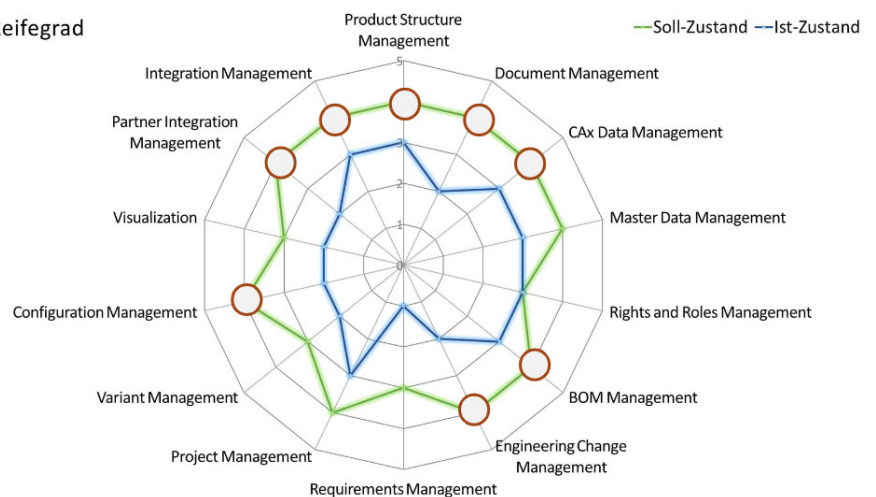 eifegrad
Soll-Zustand Ist-Zustand
Product Structure
Management
Integration Management
Document Management
Partner Integration
Management
CAx Data Management
Visualization
Master Data Management
Configuration Management
Rights and Roles Management
Variant Management
BOM Management
Project Management
Engineering Change
Management
Requirements Management
5
3
2
1
0